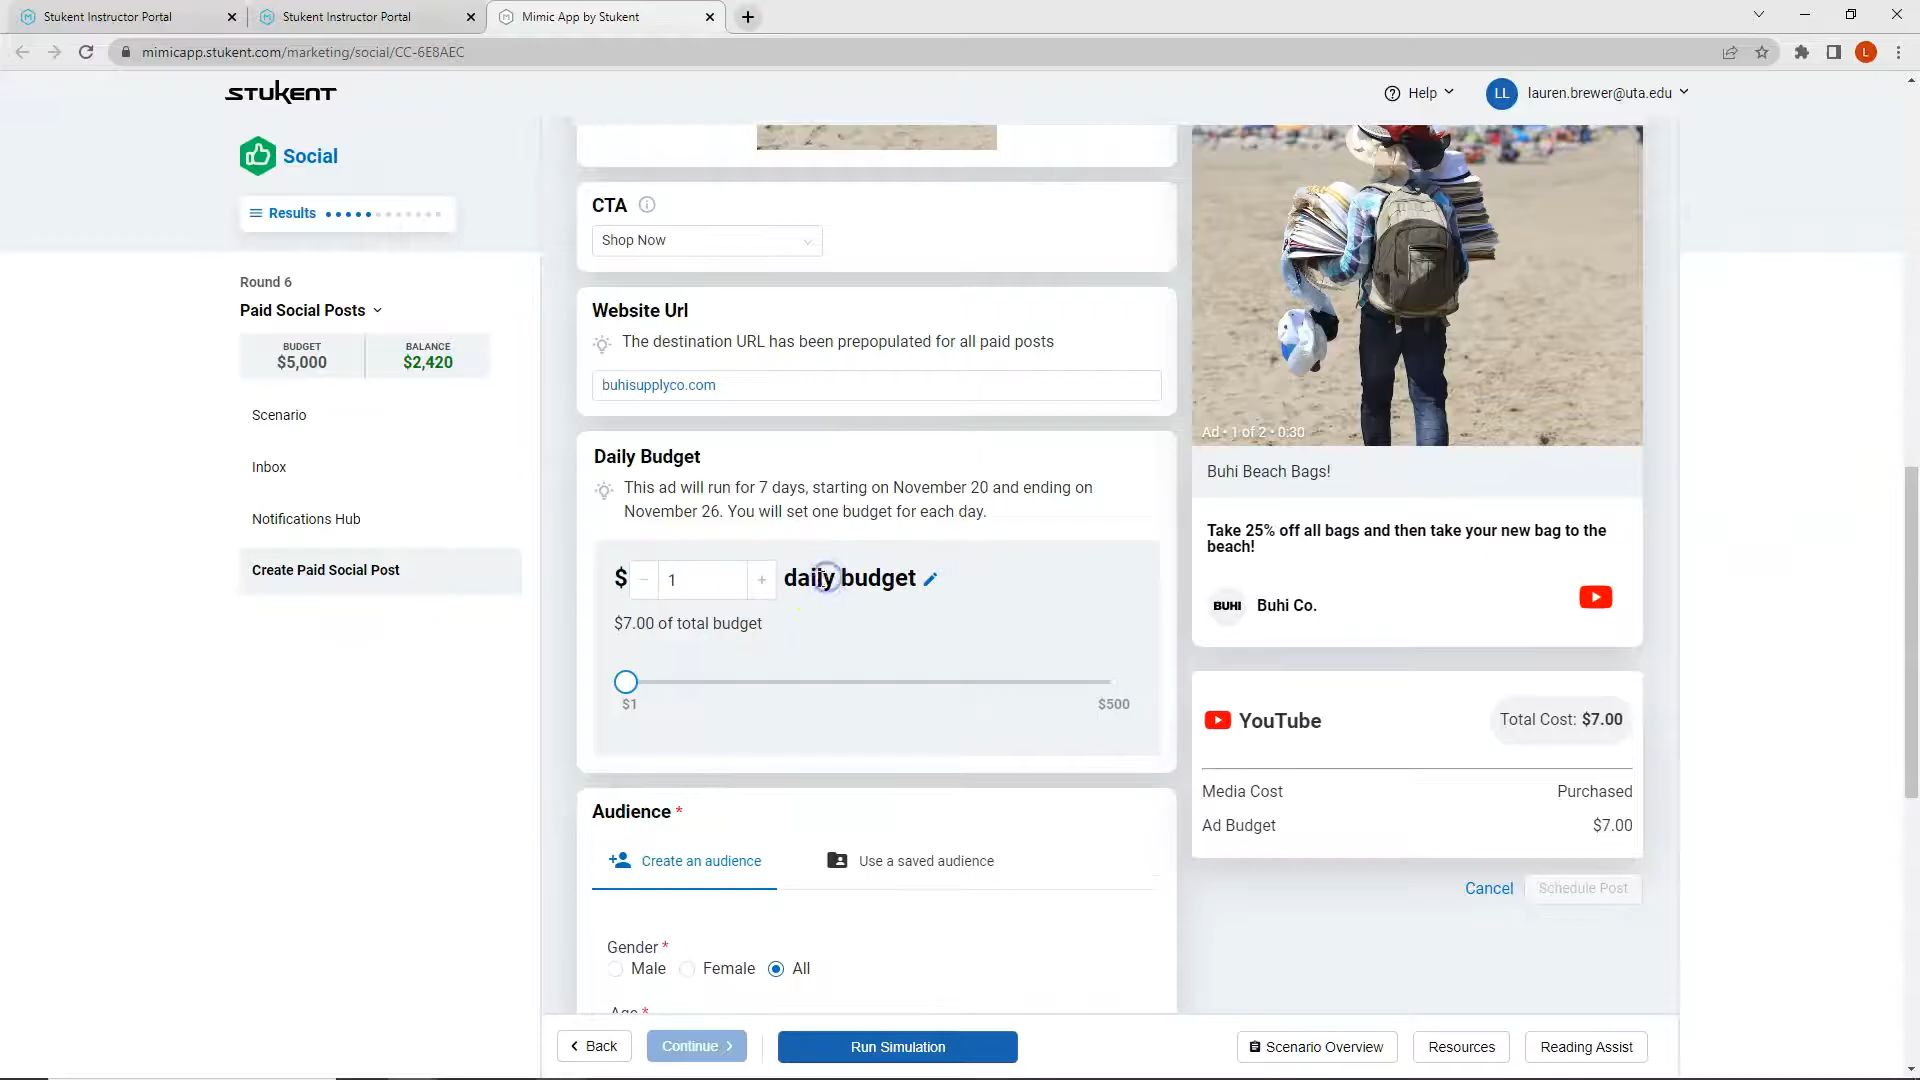 Stukent Instructor Portal
Stukent Instructor Portal
Mimic App by Stukent
mimicapp.stukent.com/marketing/social/CC-6E8AEC
L
STUKENT
Help
LL
lauren.brewer@uta.edu
Social
Results
Round 6
Paid Social Posts
BUDGET
$5,000
BALANCE
$2,420
Scenario
Inbox
Notifications Hub
Create Paid Social Post
CTA
Shop Now
Website Url
The destination URL has been prepopulated for all paid posts
buhisupplyco.com
Daily Budget
This ad will run for 7 days, starting on November 20 and ending on
November 26. You will set one budget for each day.
$ − 1 + daily budget
$7.00 of total budget
$1
$500
Audience *
Create an audience
Use a saved audience
Gender *
Male
Female
All
Age *
Ad • 1 of 2 • 0:30
Buhi Beach Bags!
Take 25% off all bags and then take your new bag to the
beach!
BUHI
Buhi Co.
YouTube
Total Cost: $7.00
Media Cost
Purchased
Ad Budget
$7.00
Cancel
Schedule Post
Back
Continue
Run Simulation
Scenario Overview
Resources
Reading Assist